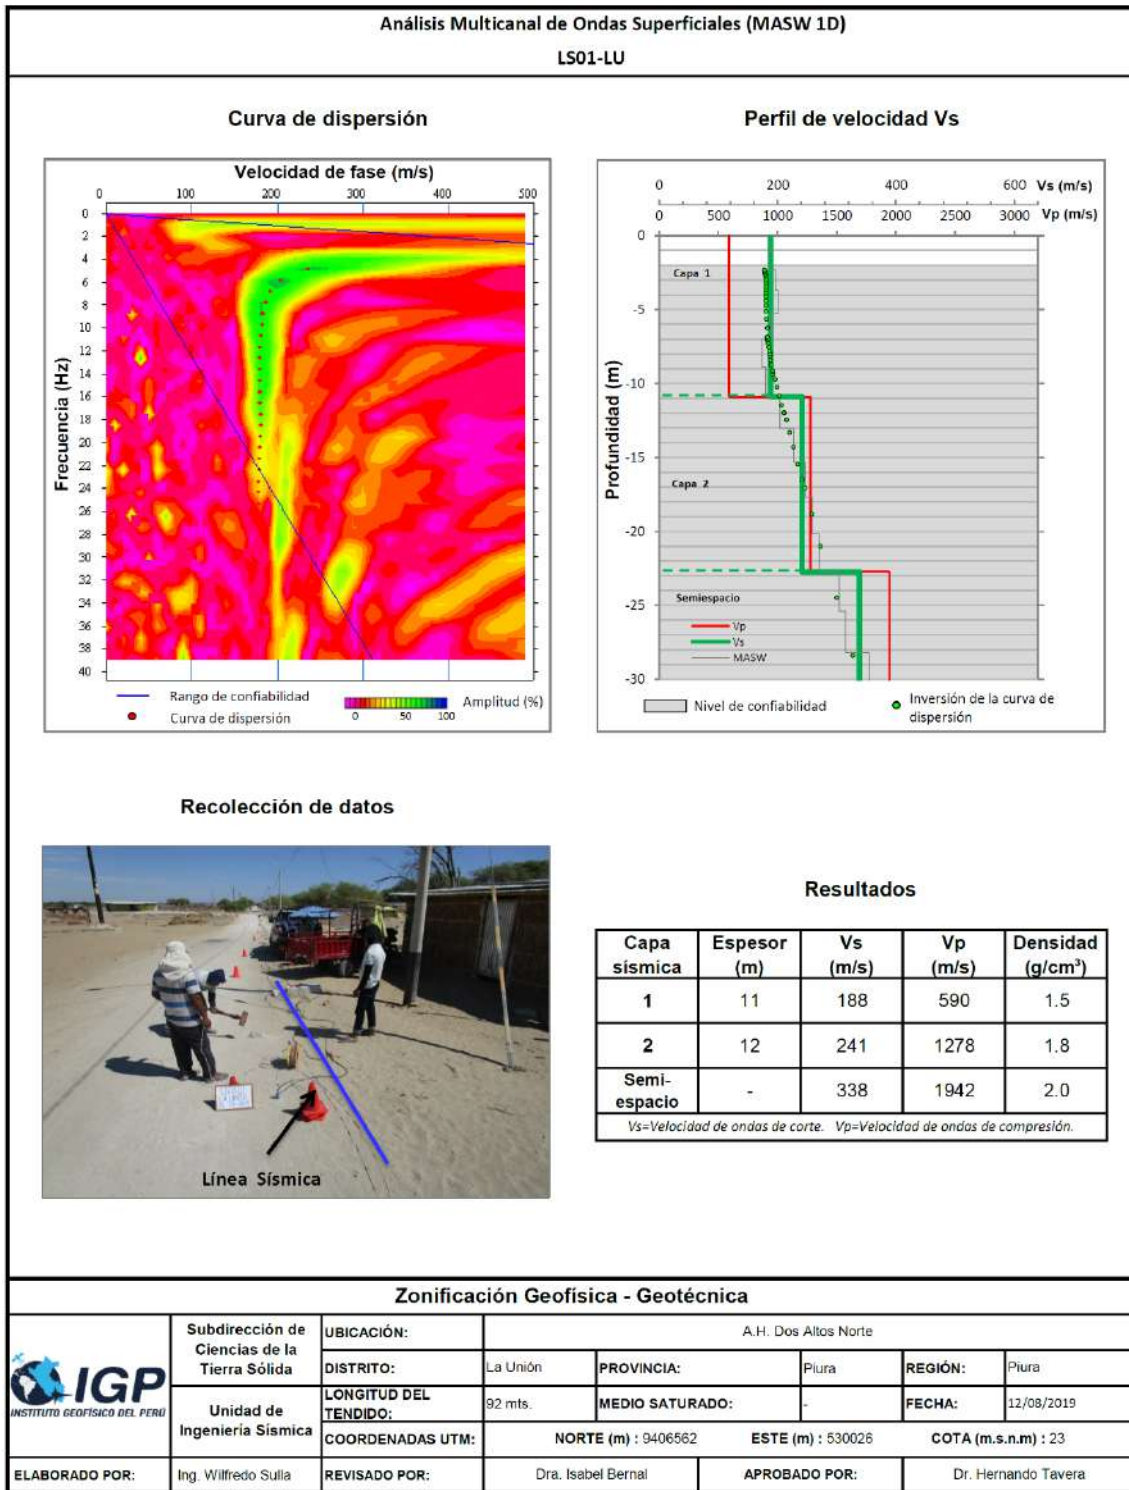 Análisis Multicanal de Ondas Superficiales (MASW 1D)
LS01-LU
Curva de dispersión
Velocidad de fase (m/s)
0 100 200 300 400 500
Frecuencia (Hz)
0
2
4
6
8
10
12
14
16
18
20
22
24
26
28
30
32
34
36
38
40
Rango de confiabilidad
Curva de dispersión
0 50 100 Amplitud (%)
Perfil de velocidad Vs
0 200 400 600 Vs (m/s)
0 500 1000 1500 2000 2500 3000 Vp (m/s)
Profundidad (m)
0
-5
-10
-15
-20
-25
-30
Capa 1
Capa 2
Semiespacio
Vp
Vs
MASW
Nivel de confiabilidad
Inversión de la curva de
dispersión
Recolección de datos
Línea Sísmica
Resultados
Capa sísmica Espesor (m) Vs (m/s) Vp (m/s) Densidad (g/cm³)
1 11 188 590 1.5
2 12 241 1278 1.8
Semi-espacio - 338 1942 2.0
Vs=Velocidad de ondas de corte. Vp=Velocidad de ondas de compresión.
Zonificación Geofísica - Geotécnica
IGP
INSTITUTO GEOFÍSICO DEL PERÚ
Subdirección de
Ciencias de la
Tierra Sólida
Unidad de
Ingeniería Sísmica
UBICACIÓN: A.H. Dos Altos Norte
DISTRITO: La Unión PROVINCIA: Piura REGIÓN: Piura
LONGITUD DEL TENDIDO: 92 mts. MEDIO SATURADO: - FECHA: 12/08/2019
COORDENADAS UTM: NORTE (m) : 9406562 ESTE (m) : 530026 COTA (m.s.n.m) : 23
ELABORADO POR: Ing. Wilfredo Sulla REVISADO POR: Dra. Isabel Bernal APROBADO POR: Dr. Hernando Tavera